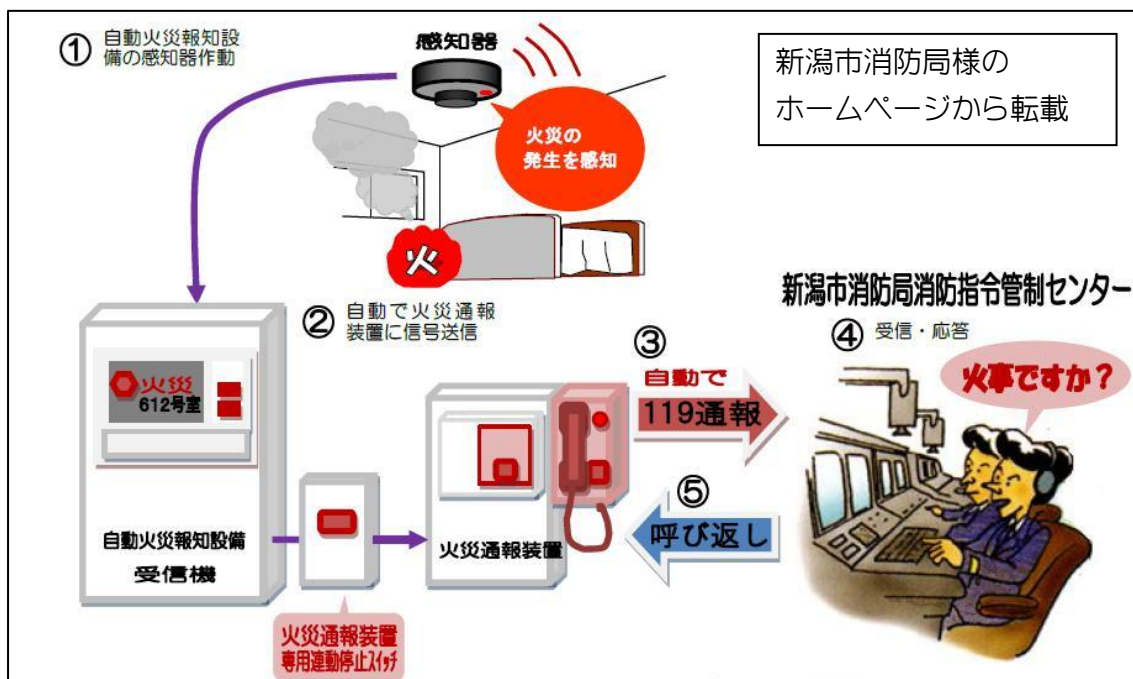 ① 自動火災報知設
備の感知器作動
感知器
新潟市消防局様の
ホームページから転載
火災の
発生を感知
火
② 自動で火災通報
装置に信号送信
新潟市消防局消防指令管制センター
③
自動で
119通報
④ 受信・応答
火事ですか？
火災
612号室
⑤
呼び返し
自動火災報知設備
受信機
火災通報装置
火災通報装置
専用連動停止ｽｲｯﾁ